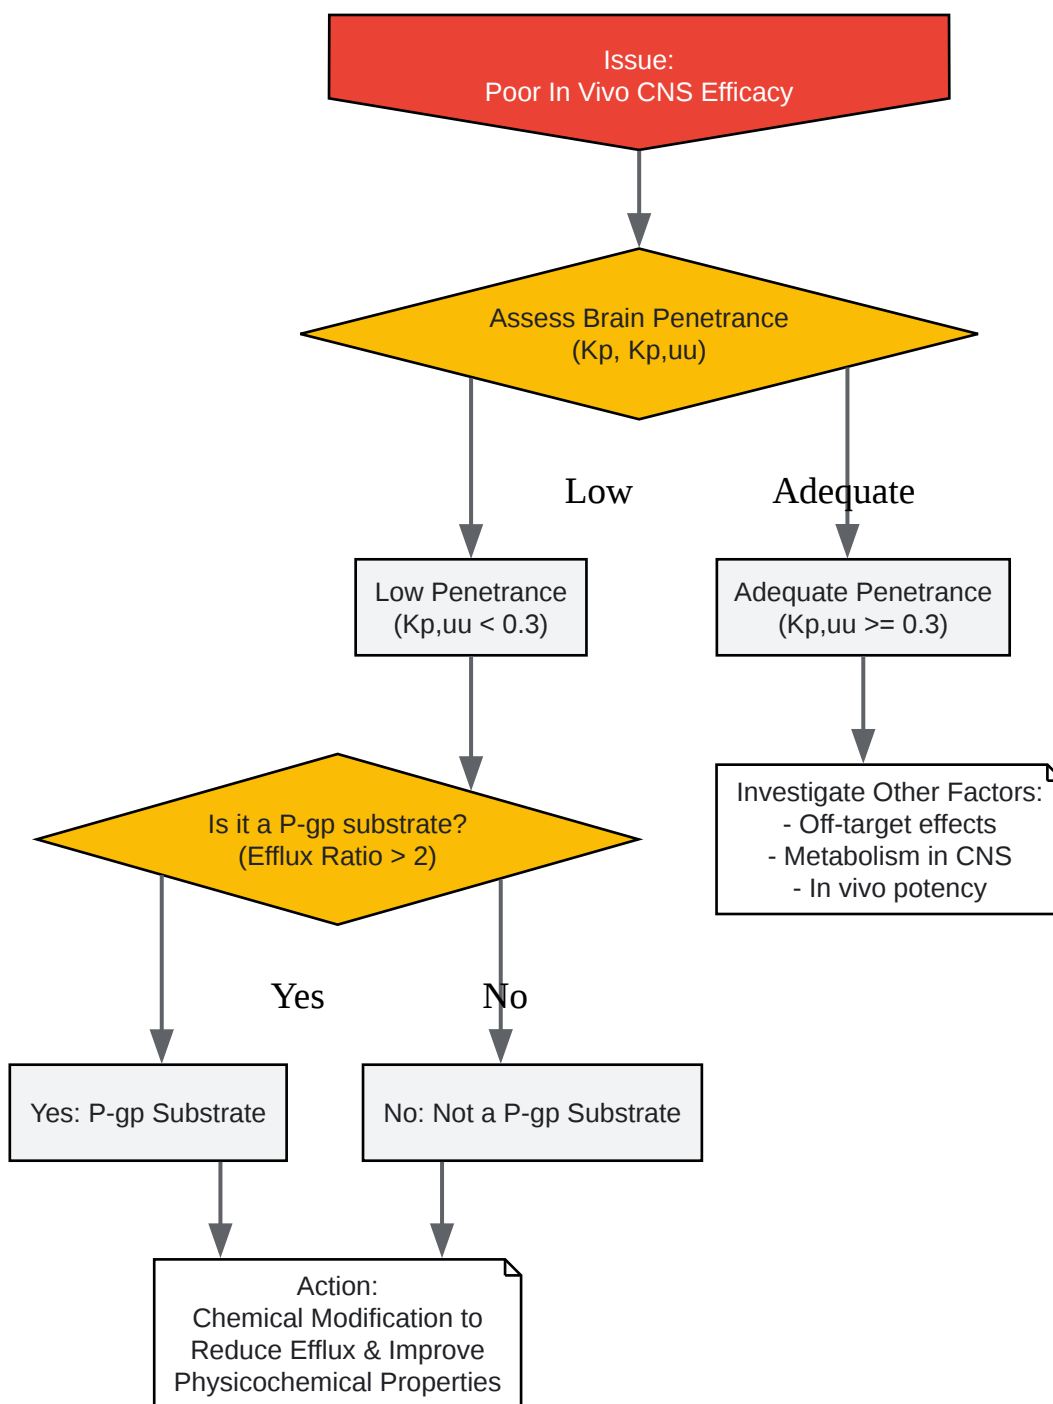 Issue:
Poor In Vivo CNS Efficacy
Assess Brain Penetrance
(Kp, Kp,uu)
Low
Adequate
Low Penetrance
(Kp,uu < 0.3)
Adequate Penetrance
(Kp,uu >= 0.3)
Is it a P-gp substrate?
(Efflux Ratio > 2)
Investigate Other Factors:
- Off-target effects
- Metabolism in CNS
- In vivo potency
Yes
No
Yes: P-gp Substrate
No: Not a P-gp Substrate
Action:
Chemical Modification to
Reduce Efflux & Improve
Physicochemical Properties